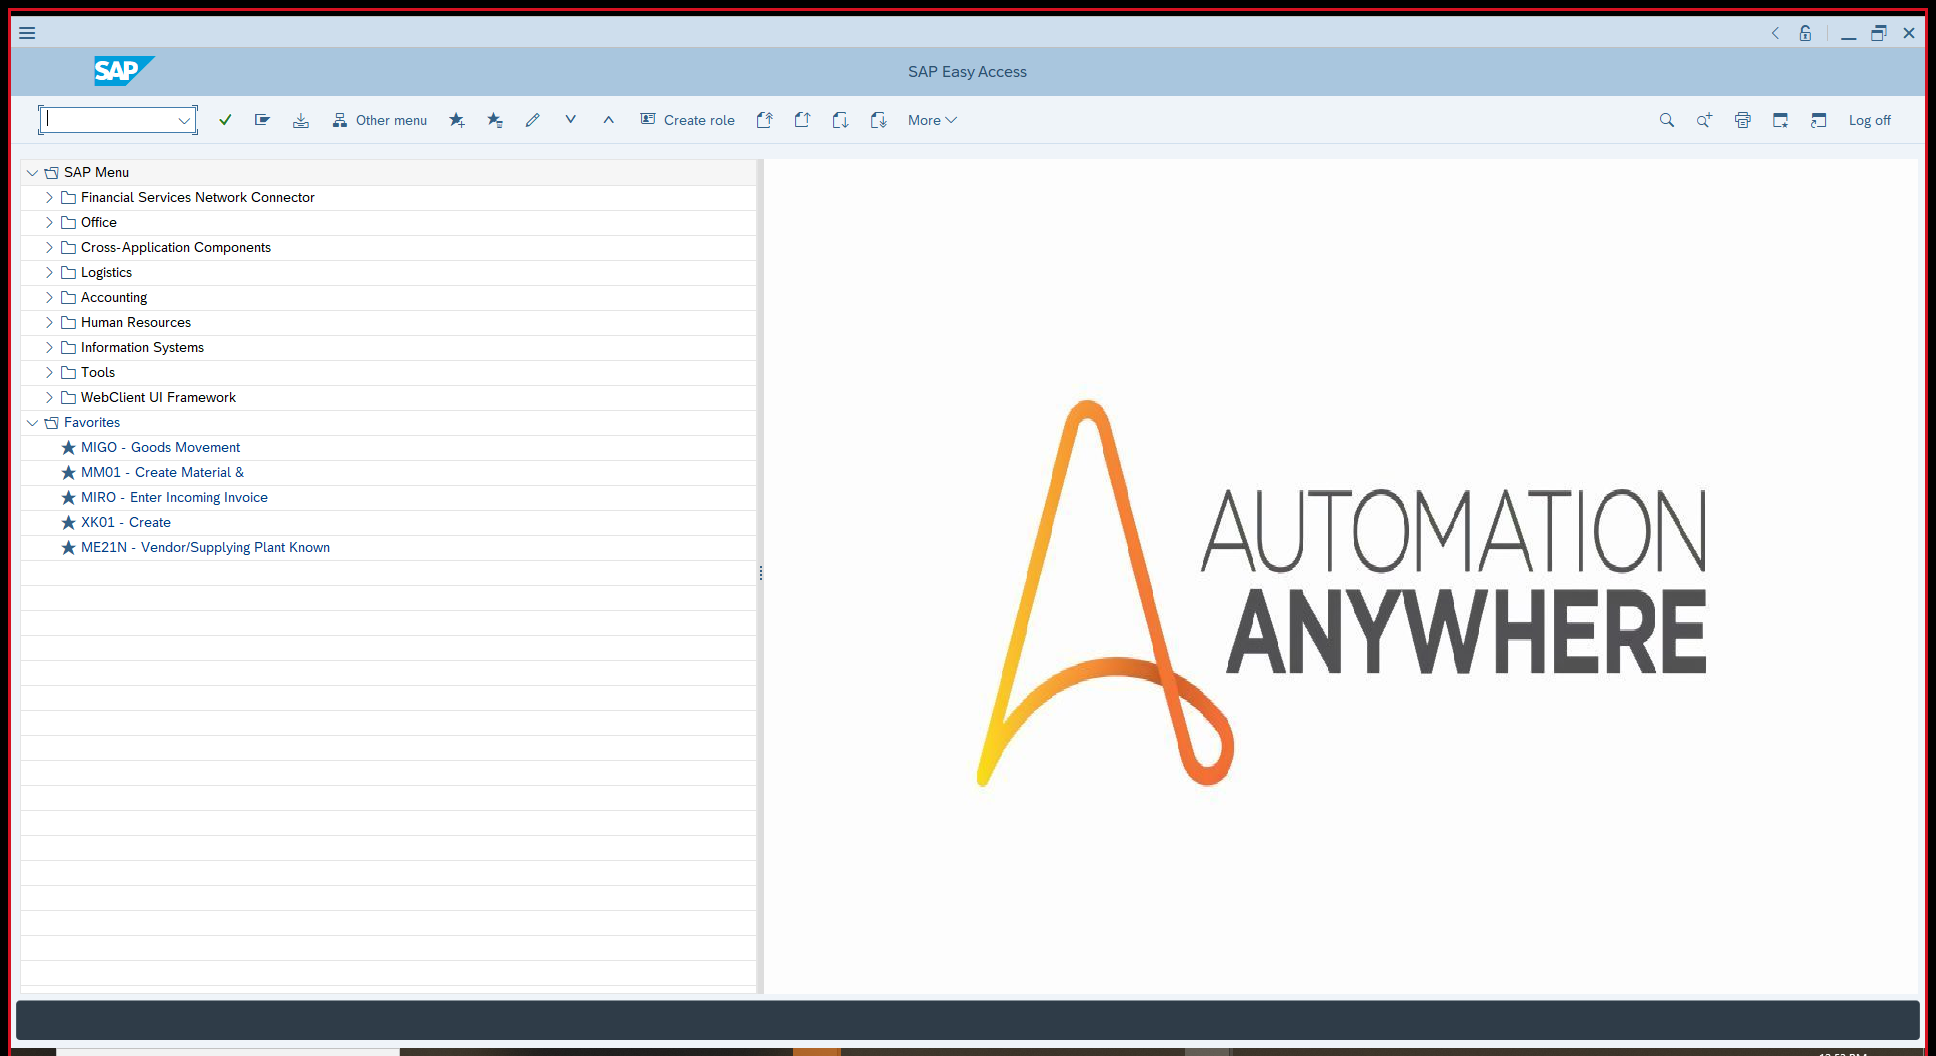 SAP
SAP Easy Access
Other menu
Create role
More
Log off
SAP Menu
Financial Services Network Connector
Office
Cross-Application Components
Logistics
Accounting
Human Resources
Information Systems
Tools
WebClient UI Framework
Favorites
MIGO - Goods Movement
MM01 - Create Material &
MIRO - Enter Incoming Invoice
XK01 - Create
ME21N - Vendor/Supplying Plant Known
AUTOMATION
ANYWHERE